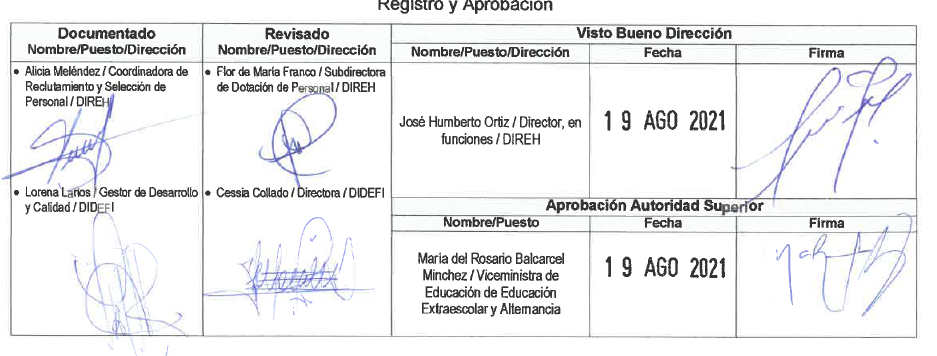 Registro y Aprobación
Documentado
Nombre/Puesto/Dirección
Revisado
Nombre/Puesto/Dirección
Visto Bueno Dirección
Nombre/Puesto/Dirección
Fecha
Firma
• Alicia Meléndez / Coordinadora de
Reclutamiento y Selección de
Personal / DIREH
• Flor de María Franco / Subdirectora
de Dotación de Personal / DIREH
José Humberto Ortiz / Director, en
funciones / DIREH
19 AGO 2021
• Lorena Larios / Gestor de Desarrollo
y Calidad / DIDEFI
• Cessia Collado / Directora / DIDEFI
Aprobación Autoridad Superior
Nombre/Puesto
Fecha
Firma
María del Rosario Balcarcel
Minchez / Viceministra de
Educación de Educación
Extraescolar y Alternancia
19 AGO 2021